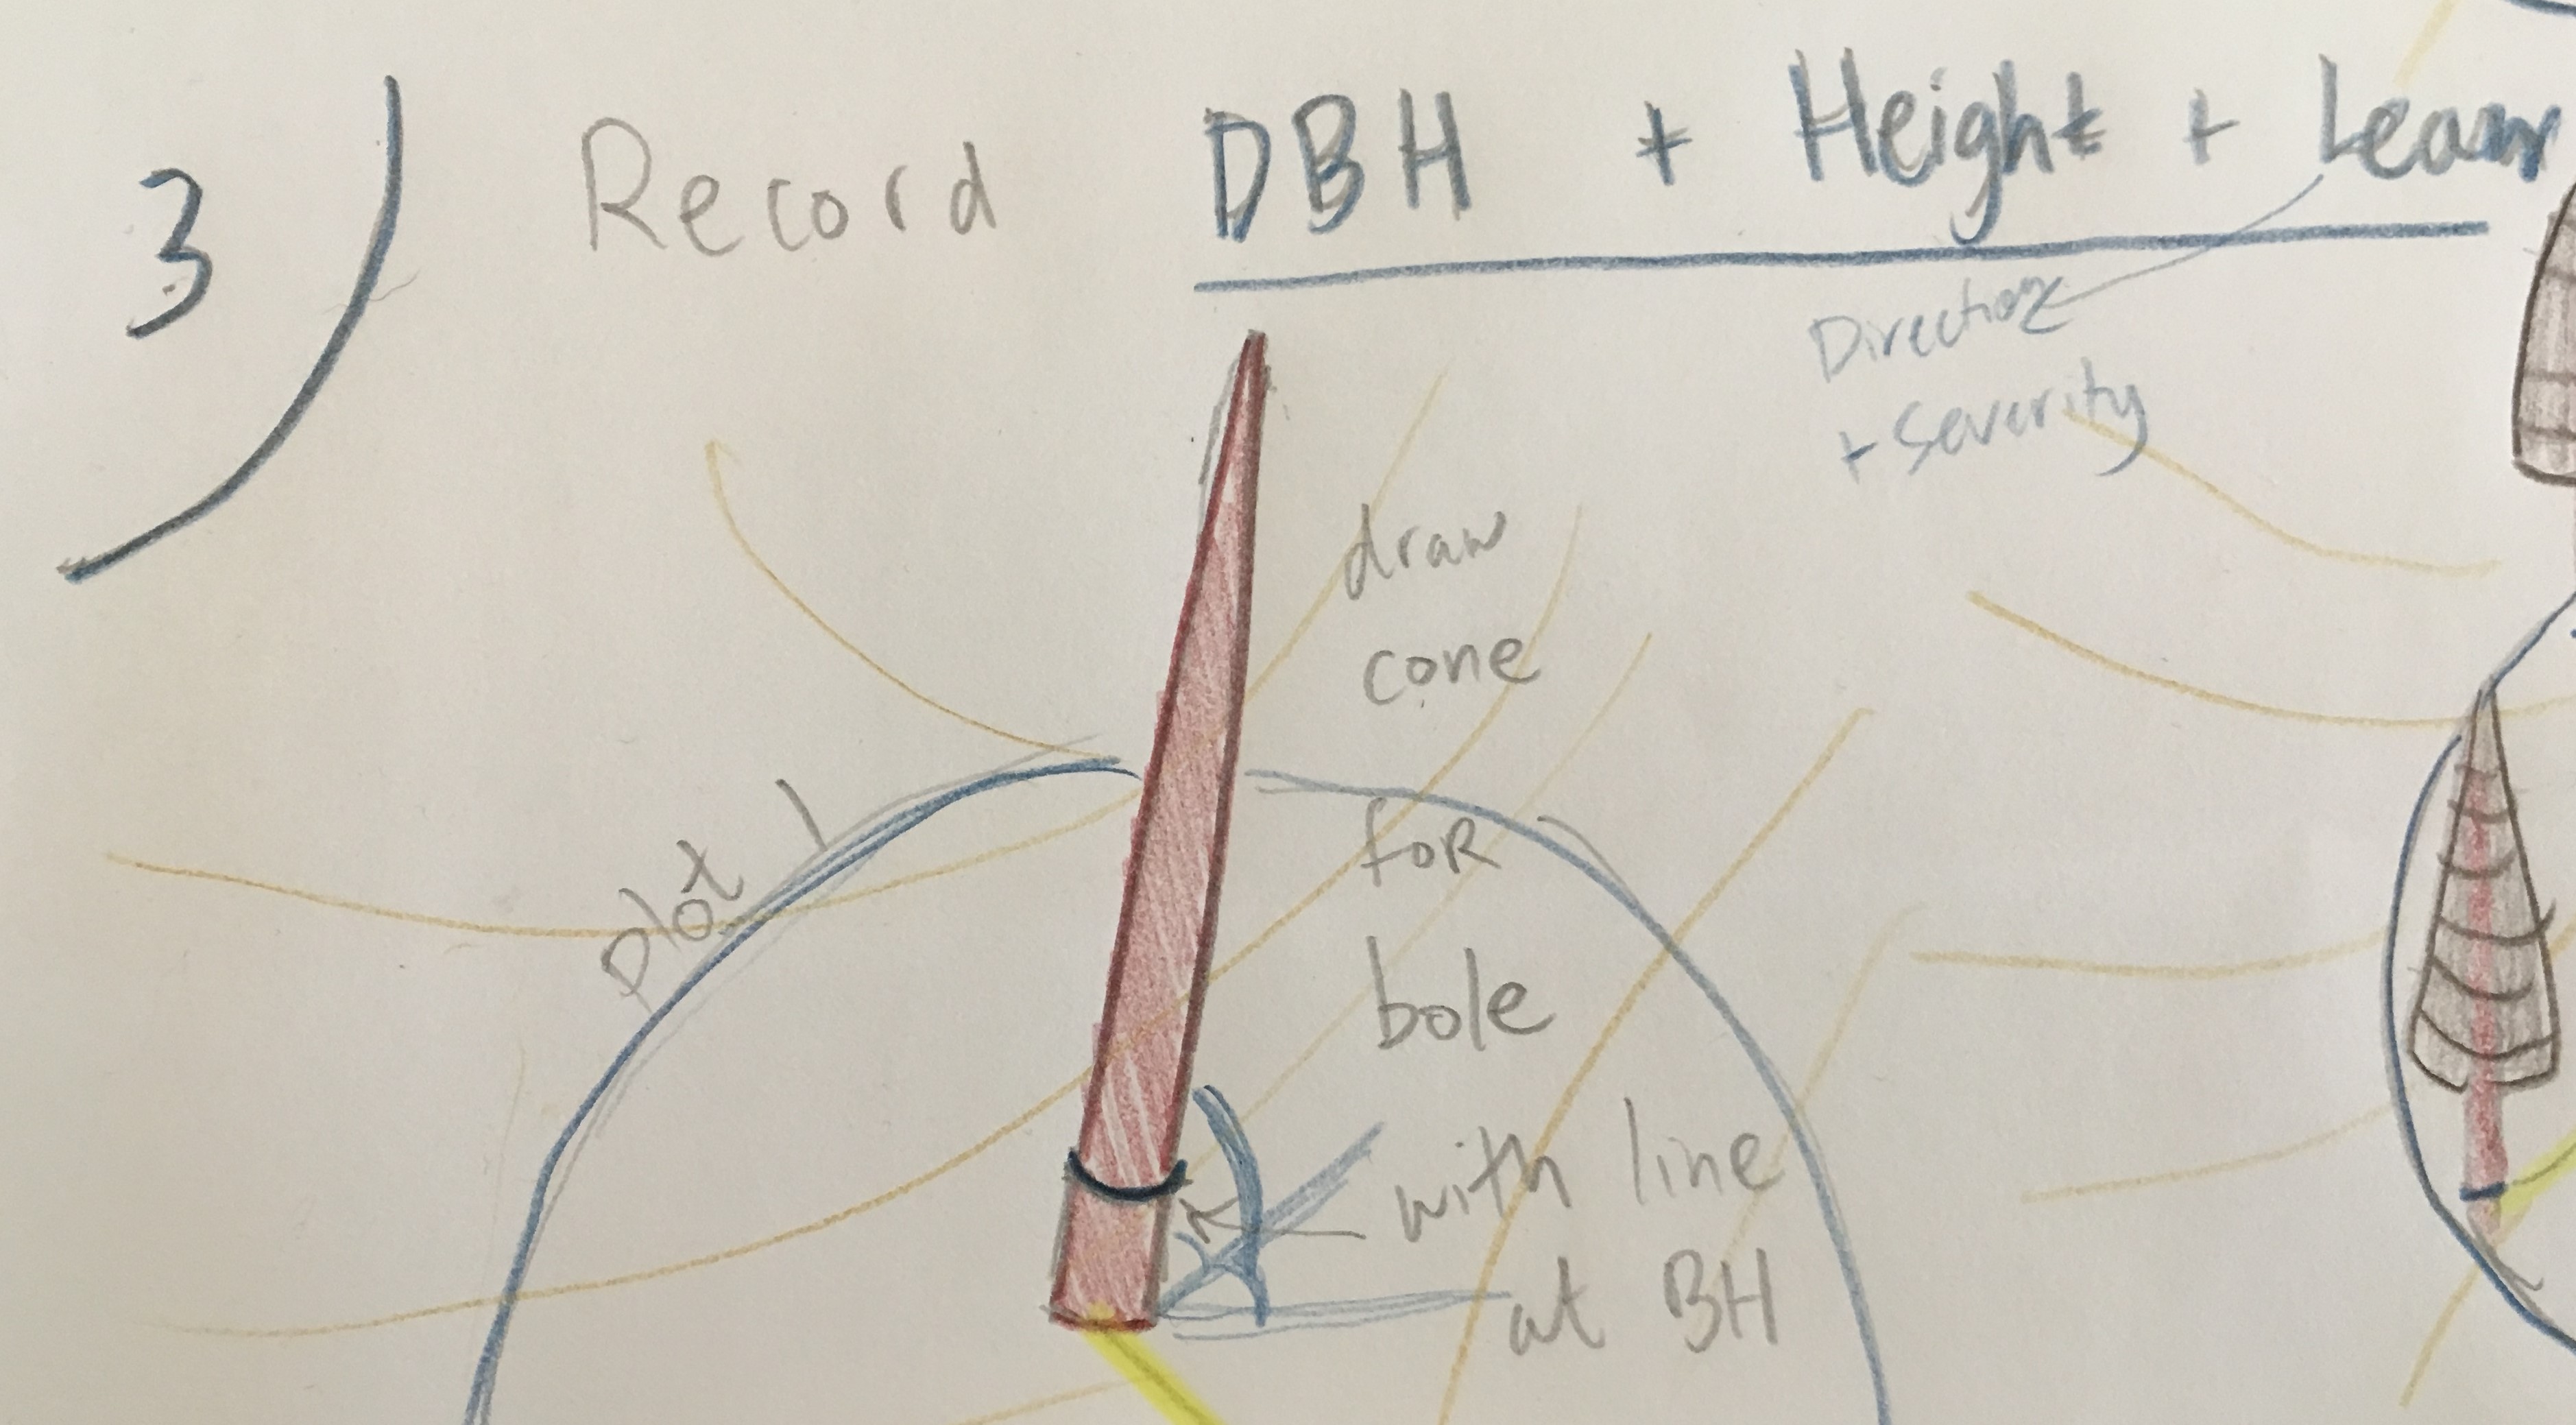 3) Record DBH + Height + Lean
Direction
+ Severity
draw
cone
for
bole
with line
at BH
plot 1